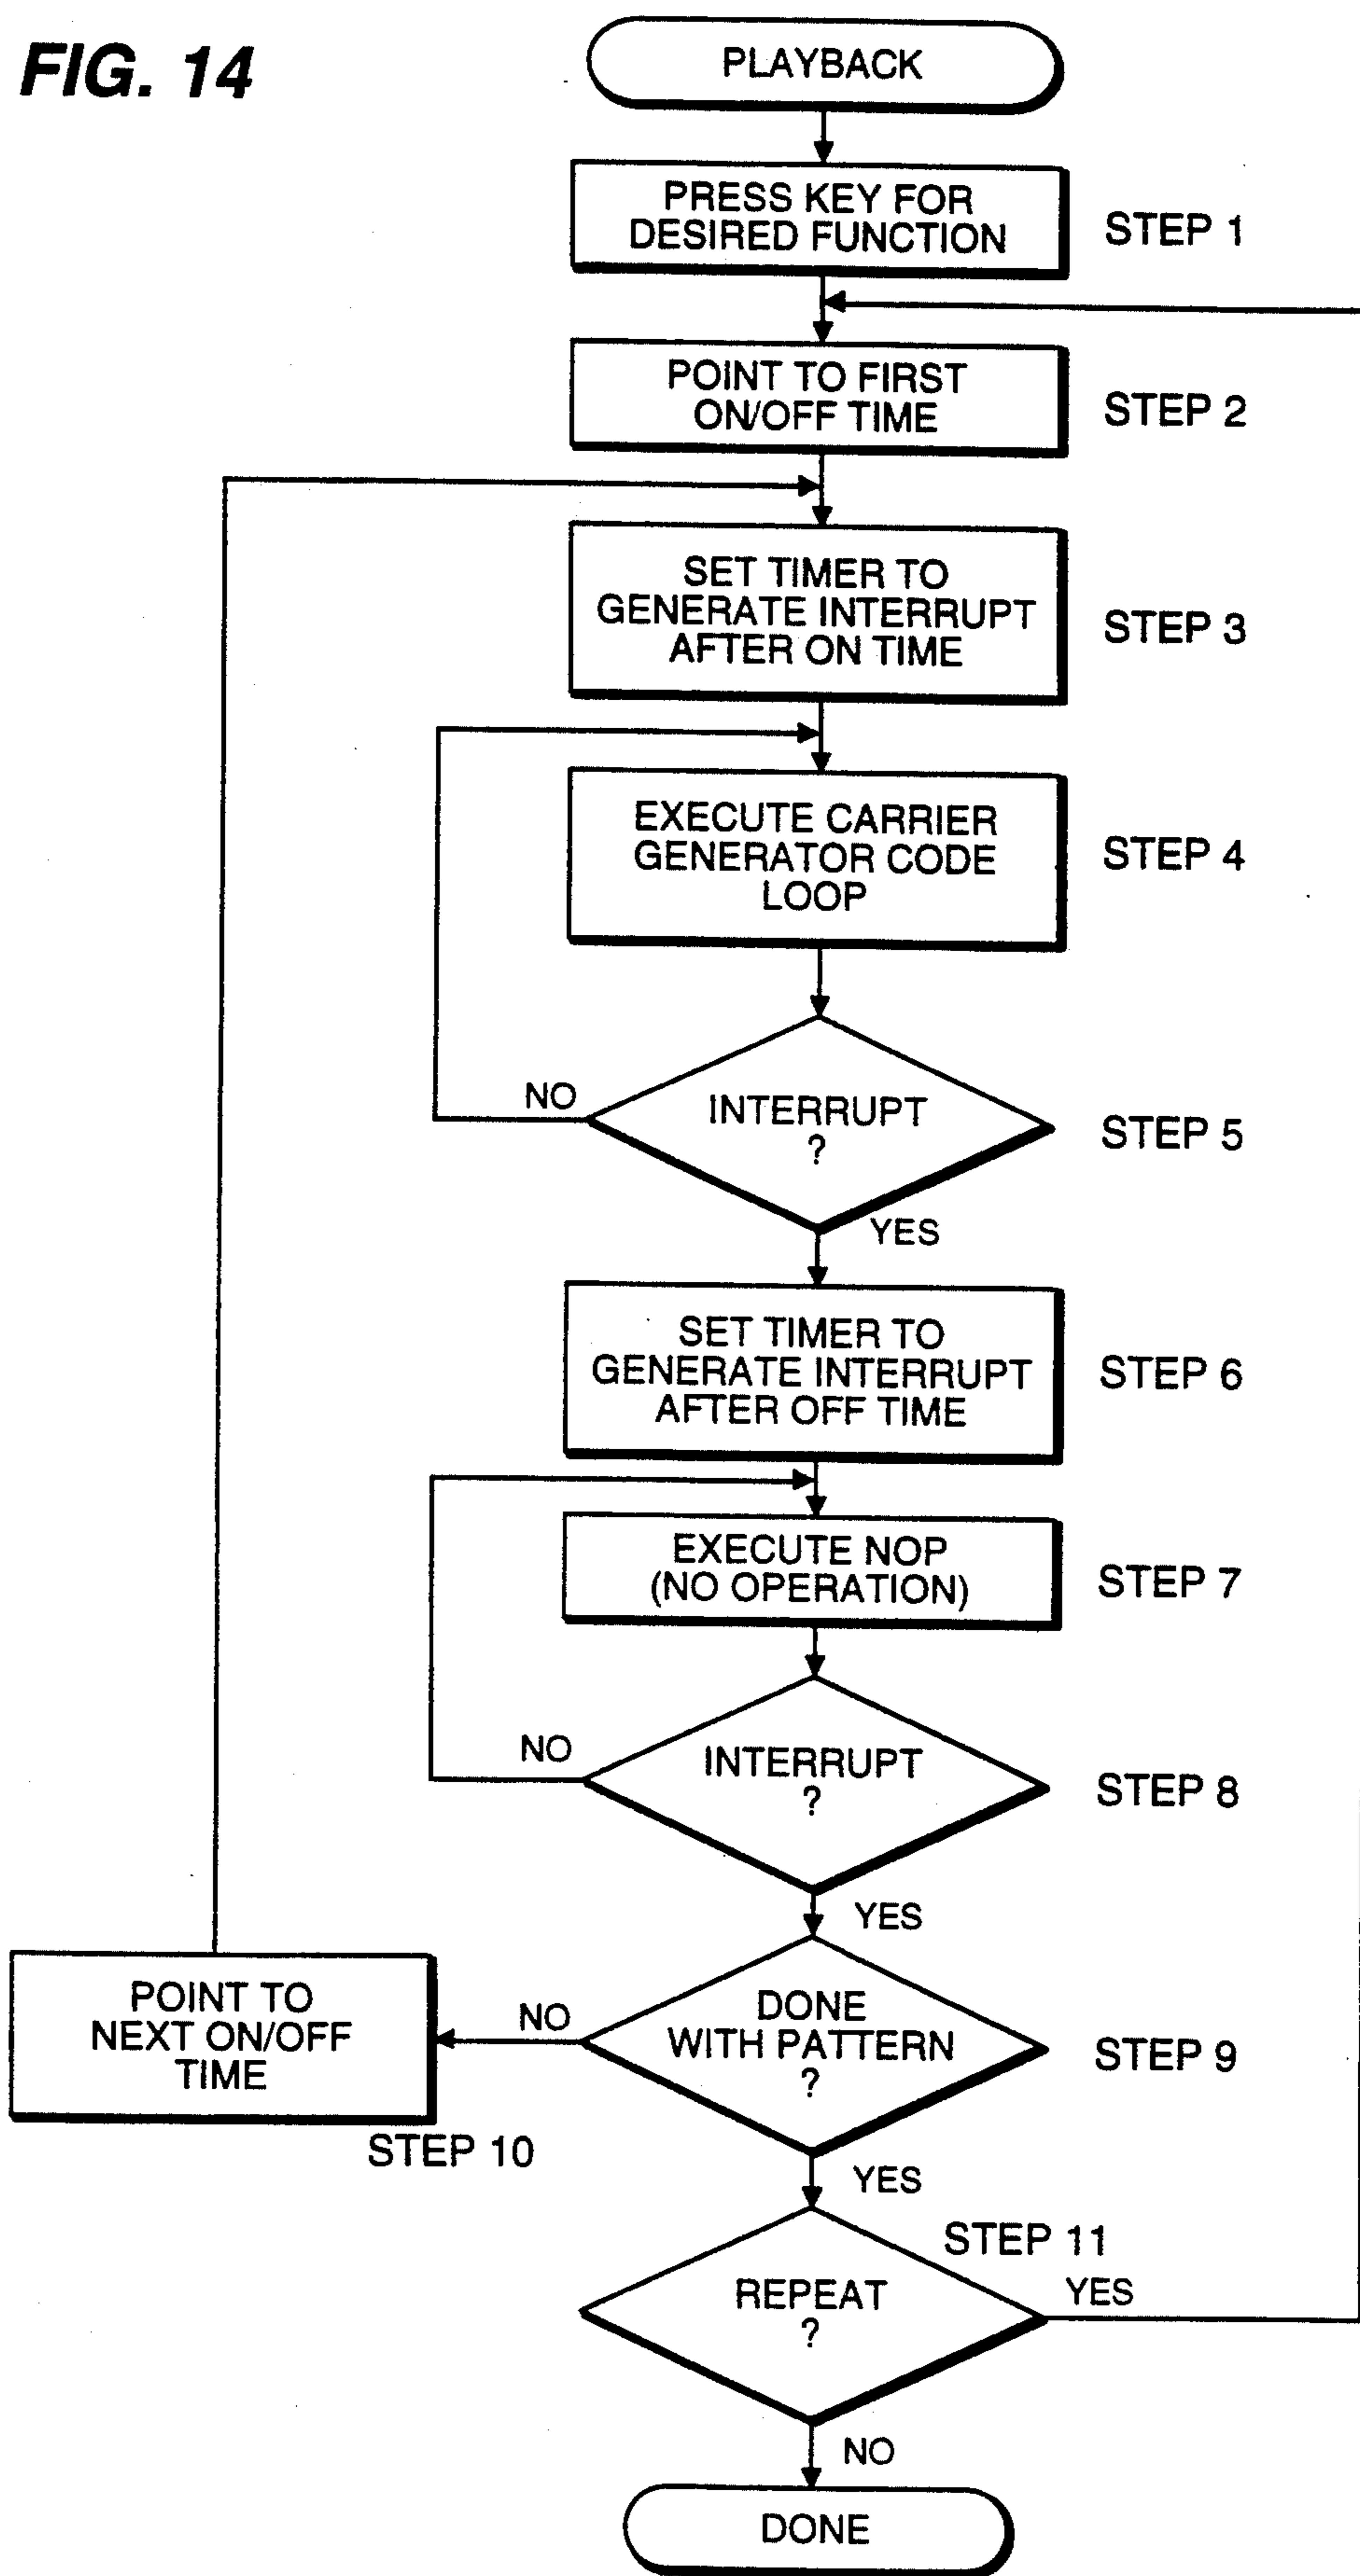 FIG. 14
PLAYBACK
PRESS KEY FOR
DESIRED FUNCTION
STEP 1
POINT TO FIRST
ON/OFF TIME
STEP 2
SET TIMER TO
GENERATE INTERRUPT
AFTER ON TIME
STEP 3
EXECUTE CARRIER
GENERATOR CODE
LOOP
STEP 4
INTERRUPT
?
NO
STEP 5
YES
SET TIMER TO
GENERATE INTERRUPT
AFTER OFF TIME
STEP 6
EXECUTE NOP
(NO OPERATION)
STEP 7
INTERRUPT
?
NO
STEP 8
YES
DONE
WITH PATTERN
?
NO
STEP 9
POINT TO
NEXT ON/OFF
TIME
STEP 10
YES
STEP 11
REPEAT
?
YES
NO
DONE